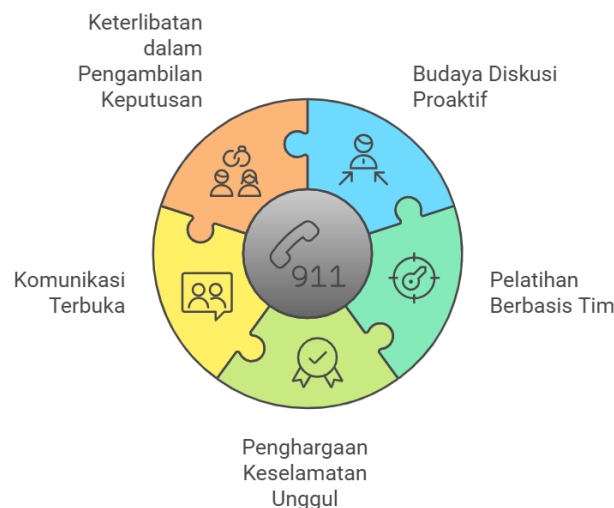 Keterlibatan
dalam
Pengambilan
Keputusan
Budaya Diskusi
Proaktif
911
Komunikasi
Terbuka
Pelatihan
Berbasis Tim
Penghargaan
Keselamatan
Unggul